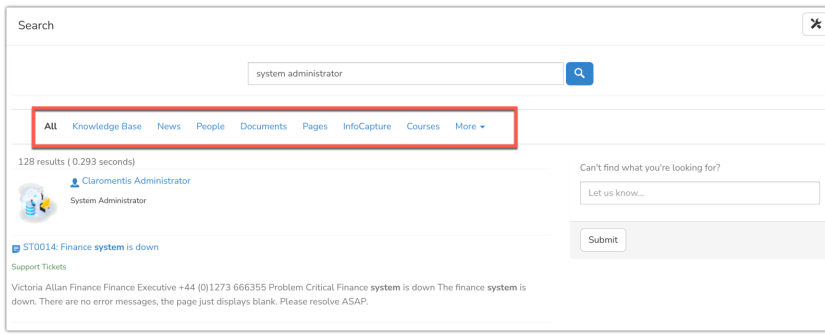 Search
system administrator
All Knowledge Base News People Documents Pages InfoCapture Courses More
128 results ( 0.293 seconds)
Claromentis Administrator
System Administrator
ST0014: Finance system is down
Support Tickets
Victoria Allan Finance Finance Executive +44 (0)1273 666355 Problem Critical Finance system is down The finance system is
down. There are no error messages, the page just displays blank. Please resolve ASAP.
Can't find what you're looking for?
Let us know...
Submit